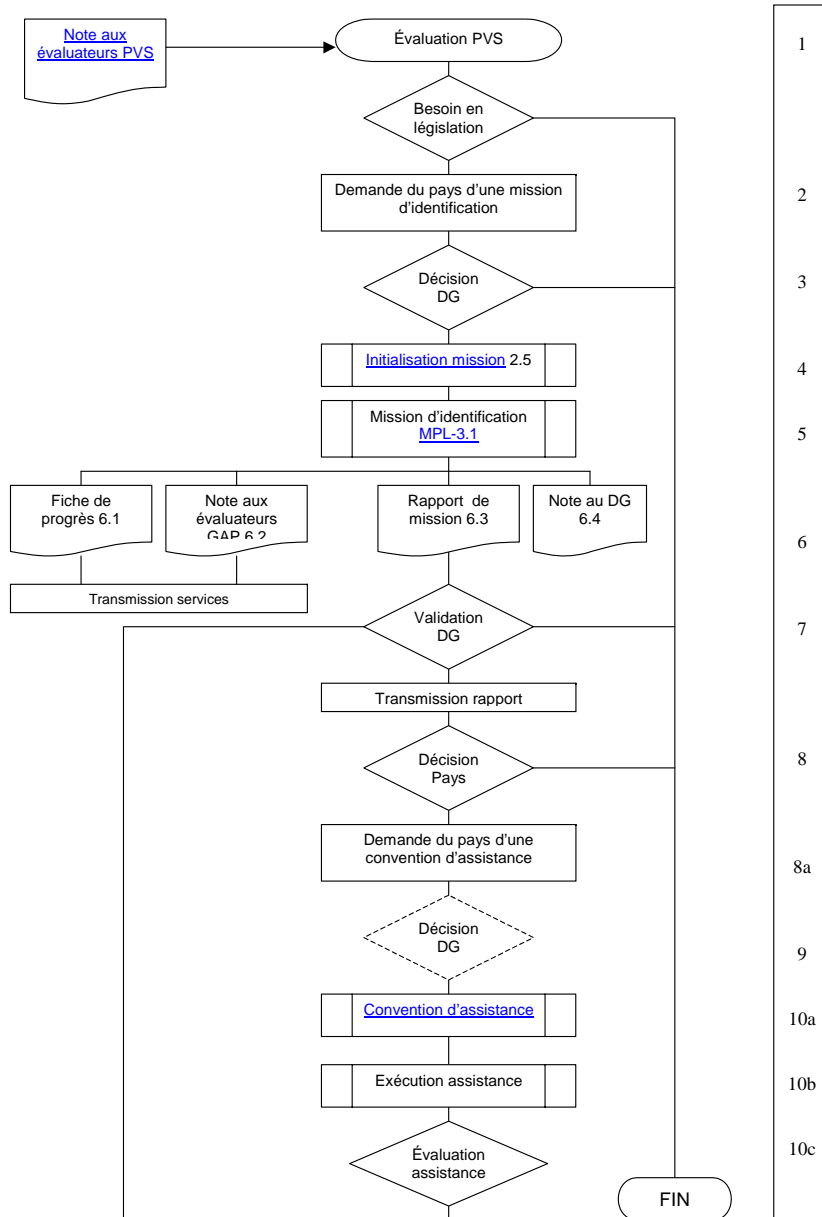 Note aux
évaluateurs PVS
Évaluation PVS
1
Besoin en
législation
Demande du pays d’une mission
d’identification
2
Décision
DG
3
Initialisation mission 2.5
4
Mission d’identification
MPL-3.1
5
Fiche de
progrès 6.1
Note aux
évaluateurs
GAP 6.2
Rapport de
mission 6.3
Note au DG
6.4
6
Transmission services
Validation
DG
7
Transmission rapport
Décision
Pays
8
Demande du pays d’une
convention d’assistance
8a
Décision
DG
9
Convention d’assistance
10a
Exécution assistance
10b
Évaluation
assistance
10c
FIN